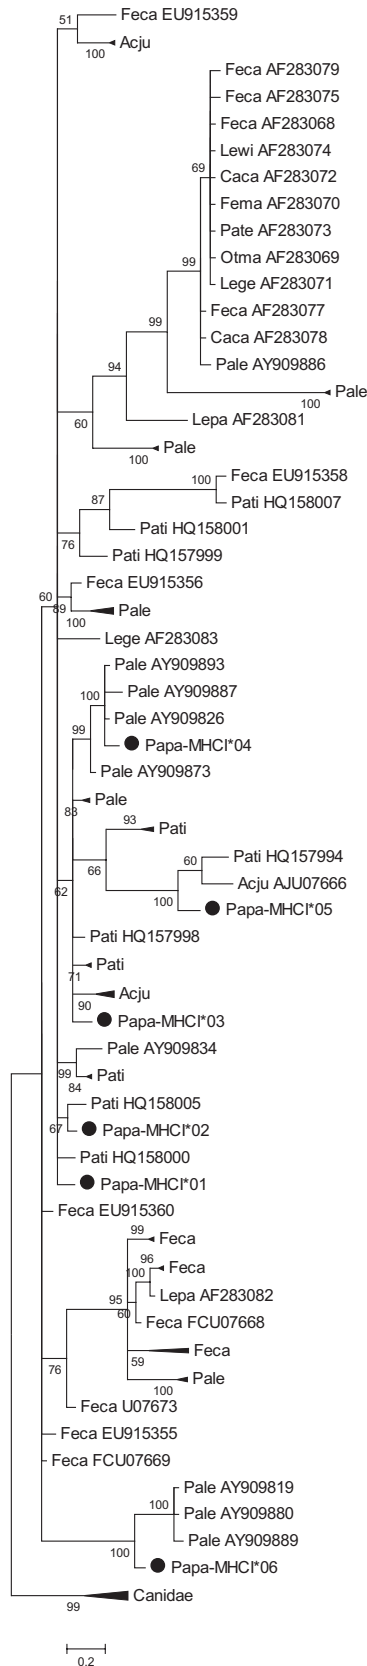 51
Feca EU915359
Acju
100
Feca AF283079
Feca AF283075
Feca AF283068
Lewi AF283074
69
Caca AF283072
Fema AF283070
Pate AF283073
Otma AF283069
99
Lege AF283071
Feca AF283077
99
Caca AF283078
Pale AY909886
94
Pale
100
60
Lepa AF283081
Pale
100
100
Feca EU915358
87
Pati HQ158007
Pati HQ158001
76
Pati HQ157999
Feca EU915356
60
89
Pale
100
Lege AF283083
Pale AY909893
100
Pale AY909887
Pale AY909826
99
Papa-MHCI*04
Pale AY909873
Pale
83
93
Pati
Pati HQ157994
60
66
Acju AJU07666
62
100
Papa-MHCI*05
Pati HQ157998
Pati
71
Acju
90
Papa-MHCI*03
Pale AY909834
99
Pati
84
Pati HQ158005
67
Papa-MHCI*02
Pati HQ158000
Papa-MHCI*01
Feca EU915360
99
Feca
96
Feca
100
95
Lepa AF283082
60
Feca FCU07668
Feca
59
76
Pale
100
Feca U07673
Feca EU915355
Feca FCU07669
Pale AY909819
100
Pale AY909880
Pale AY909889
100
Papa-MHCI*06
Canidae
99
0.2